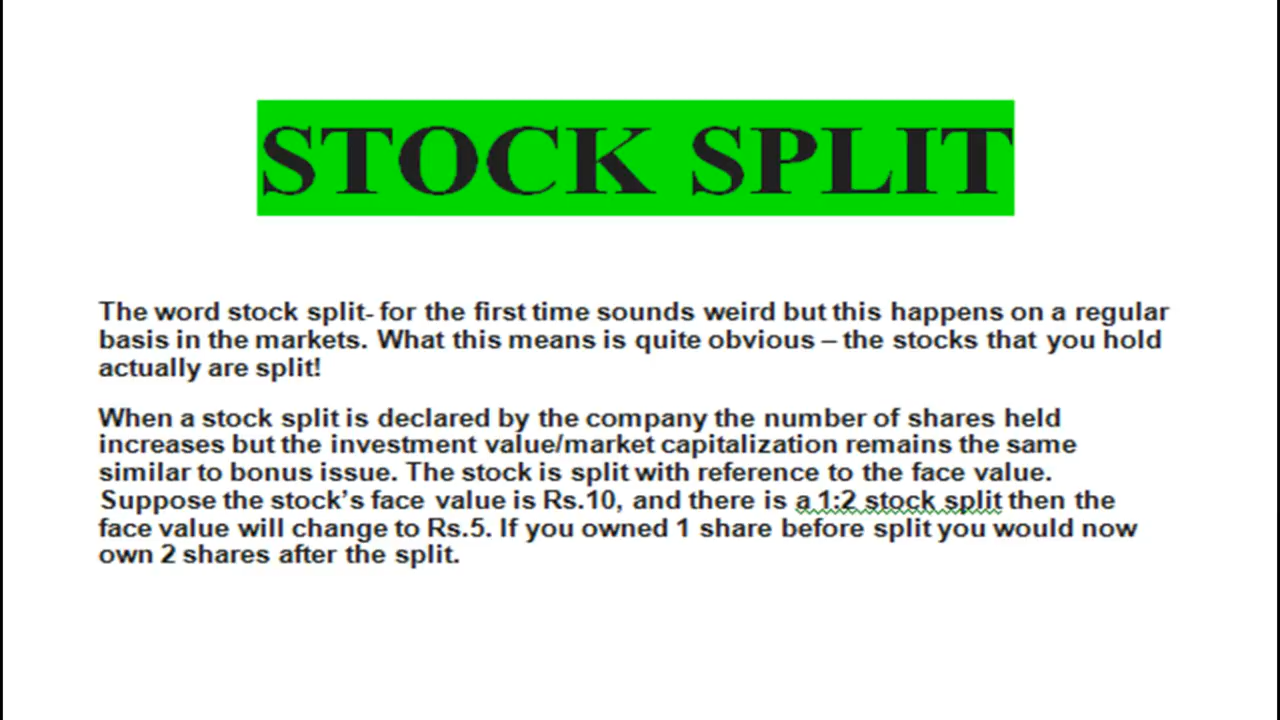 STOCK SPLIT
The word stock split- for the first time sounds weird but this happens on a regular
basis in the markets. What this means is quite obvious – the stocks that you hold
actually are split!
When a stock split is declared by the company the number of shares held
increases but the investment value/market capitalization remains the same
similar to bonus issue. The stock is split with reference to the face value.
Suppose the stock’s face value is Rs.10, and there is a 1:2 stock split then the
face value will change to Rs.5. If you owned 1 share before split you would now
own 2 shares after the split.